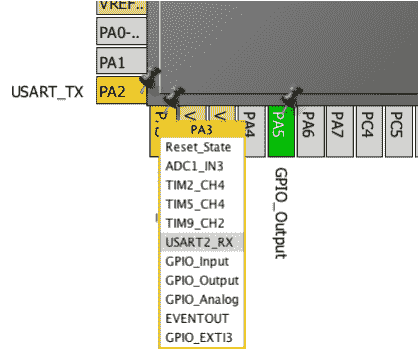 VREF..
PA0-..
PA1
USART_TX
PA2
PA3
PA4
PA5
PA6
PA7
PC4
PC5
GPIO_Output
Reset_State
ADC1_IN3
TIM2_CH4
TIM5_CH4
TIM9_CH2
USART2_RX
GPIO_Input
GPIO_Output
GPIO_Analog
EVENTOUT
GPIO_EXTI3